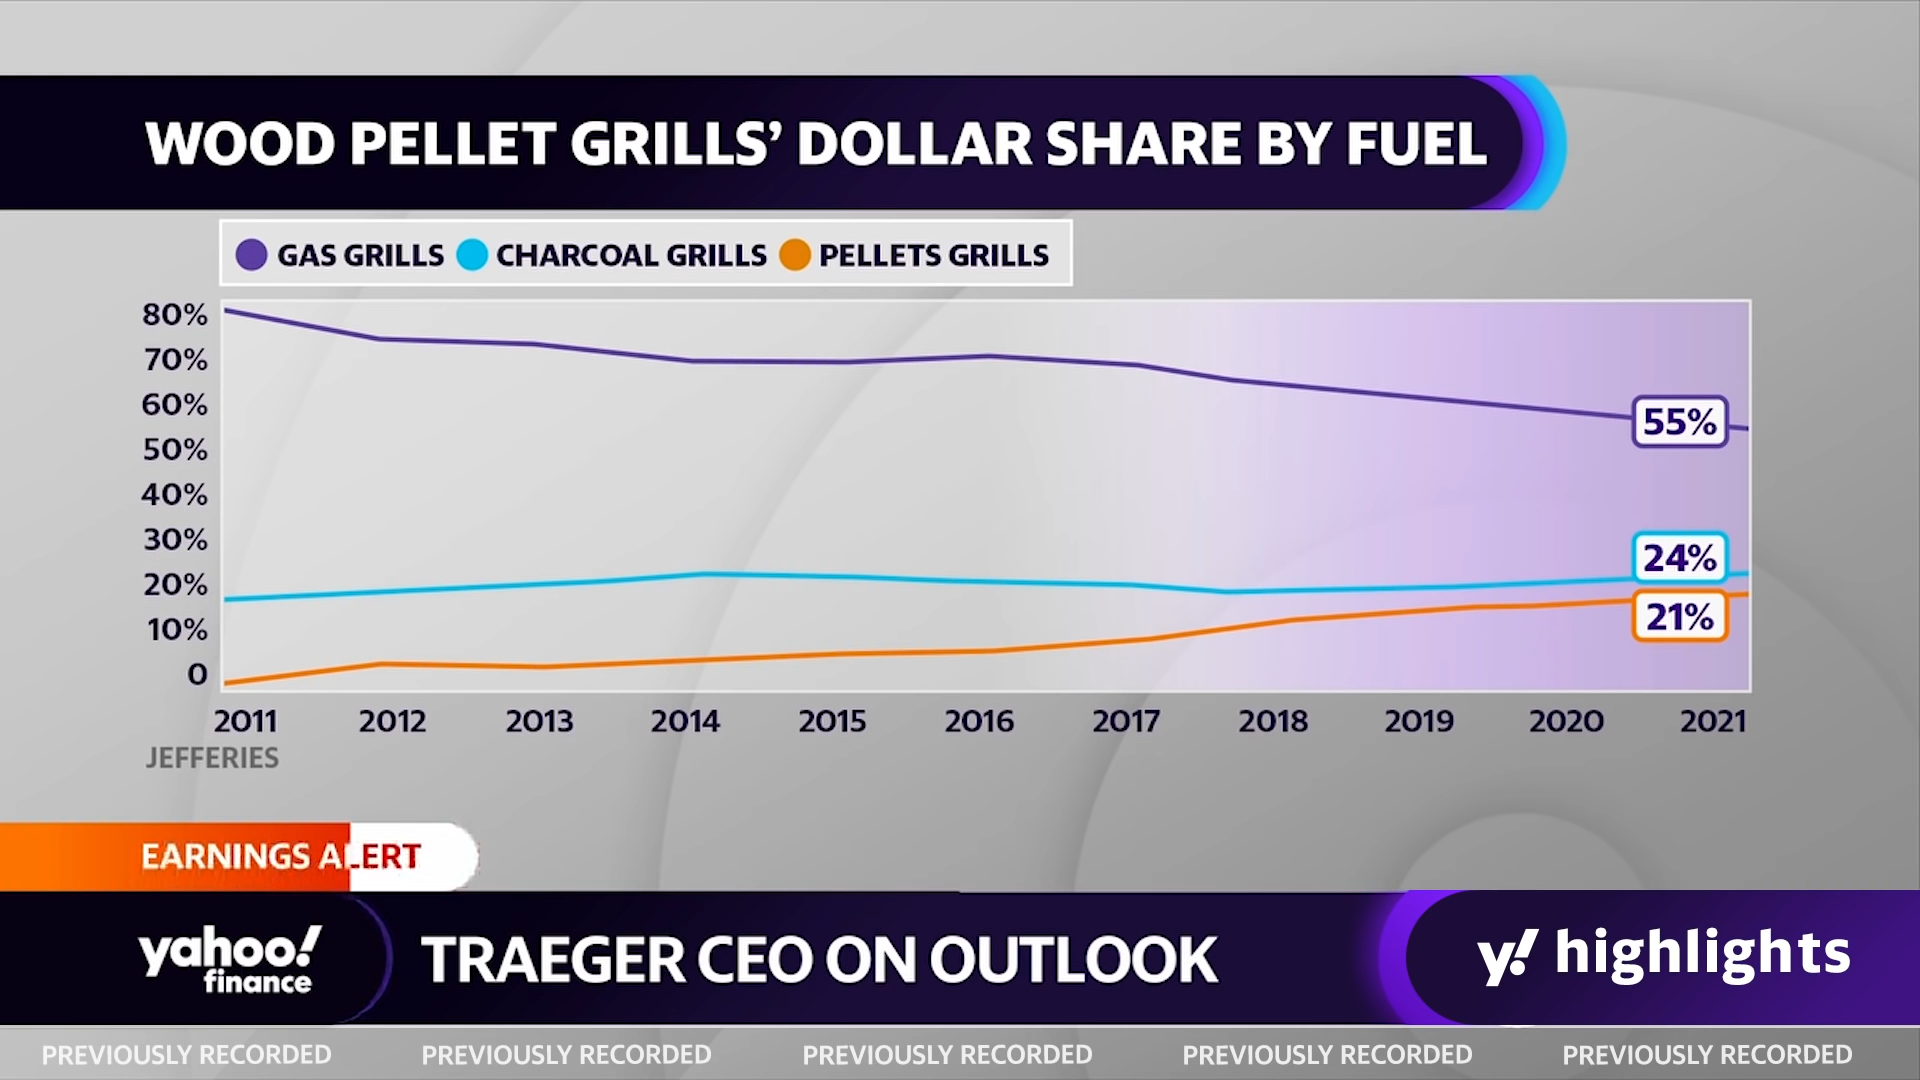 WOOD PELLET GRILLS’ DOLLAR SHARE BY FUEL
GAS GRILLS CHARCOAL GRILLS PELLETS GRILLS
80%
70%
60%
50%
40%
30%
20%
10%
0
55%
24%
21%
2011 2012 2013 2014 2015 2016 2017 2018 2019 2020 2021
JEFFERIES
EARNINGS ALERT
yahoo!
finance
TRAEGER CEO ON OUTLOOK
y! highlights
PREVIOUSLY RECORDED PREVIOUSLY RECORDED PREVIOUSLY RECORDED PREVIOUSLY RECORDED PREVIOUSLY RECORDED